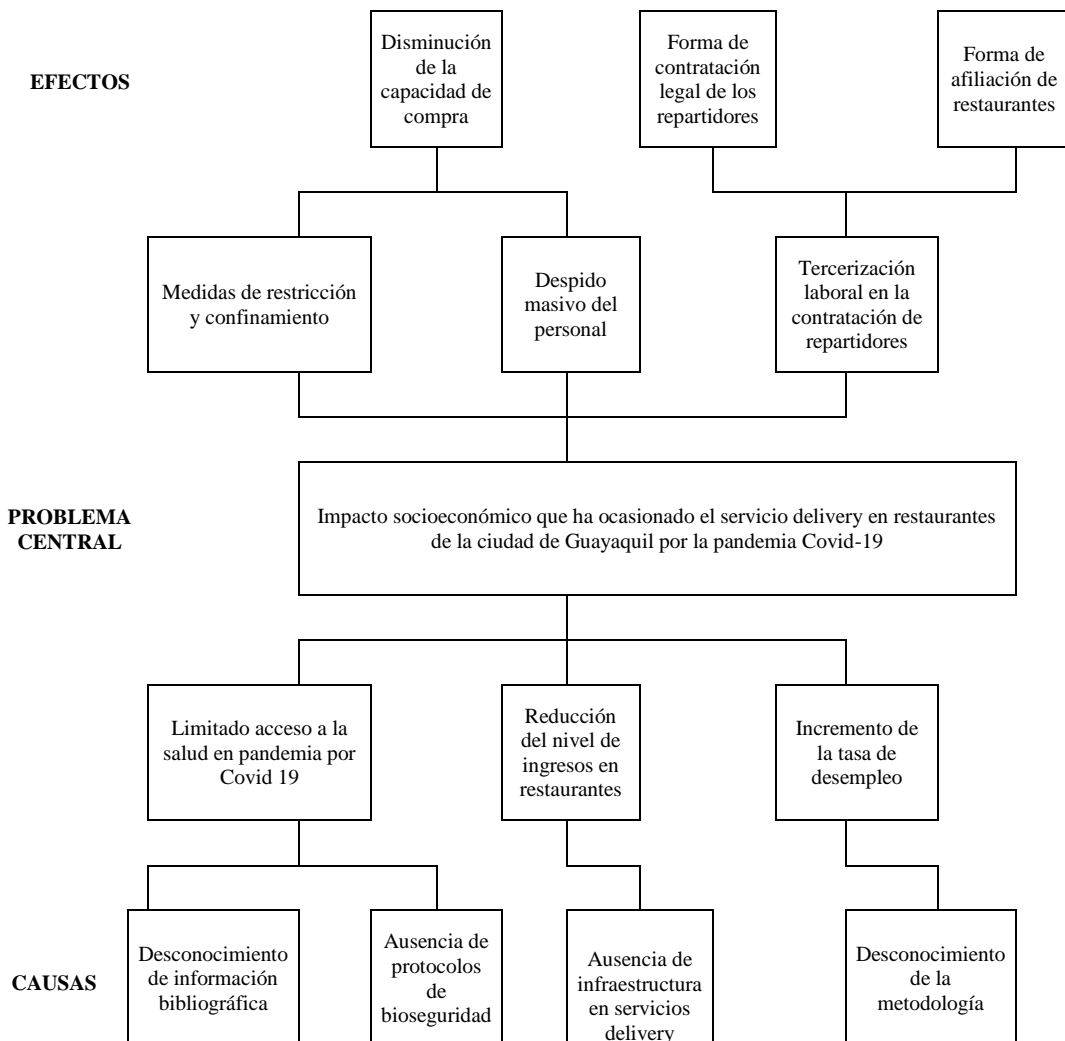 Disminución
de la
capacidad de
compra
Forma de
contratación
legal de los
repartidores
Forma de
afiliación de
restaurantes
EFECTOS
Medidas de restricción
y confinamiento
Despido
masivo del
personal
Tercerización
laboral en la
contratación de
repartidores
PROBLEMA
CENTRAL
Impacto socioeconómico que ha ocasionado el servicio delivery en restaurantes
de la ciudad de Guayaquil por la pandemia Covid-19
Limitado acceso a la
salud en pandemia por
Covid 19
Reducción
del nivel de
ingresos en
restaurantes
Incremento de
la tasa de
desempleo
CAUSAS
Desconocimiento
de información
bibliográfica
Ausencia de
protocolos
de
bioseguridad
Ausencia de
infraestructura
en servicios
delivery
Desconocimiento
de la
metodología